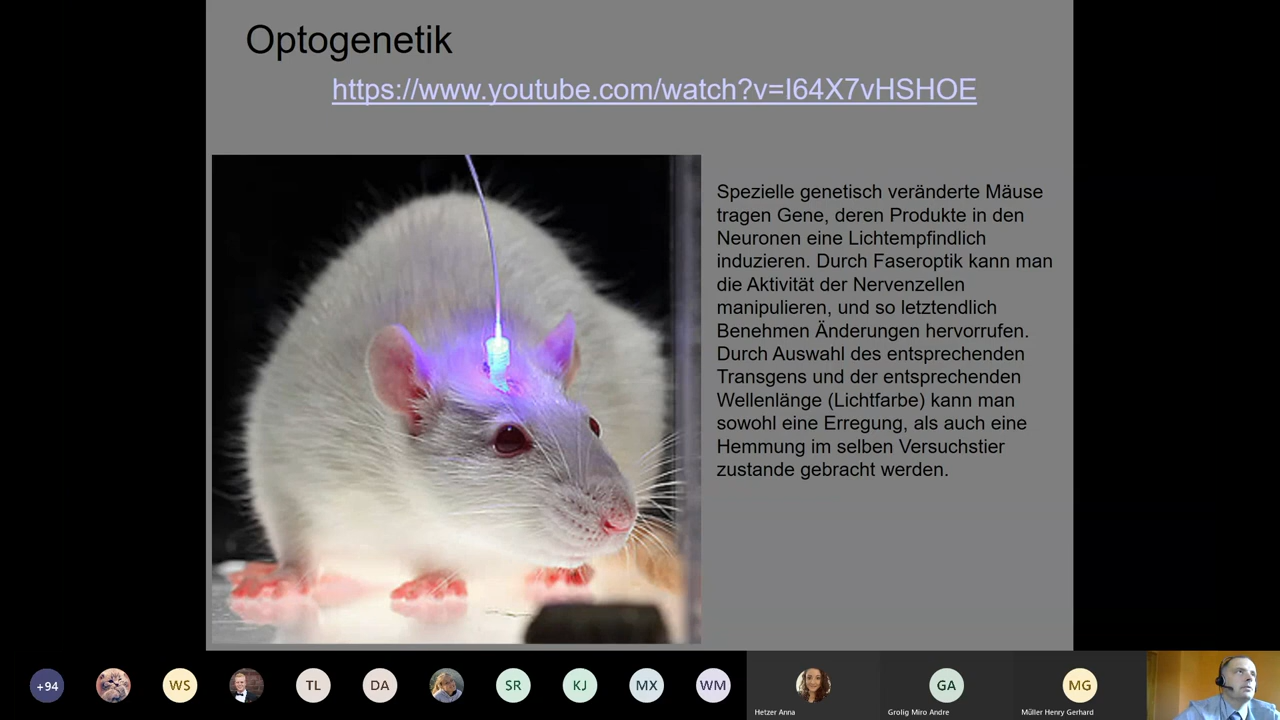 Optogenetik
https://www.youtube.com/watch?v=I64X7vHSHOE
Spezielle genetisch veränderte Mäuse
tragen Gene, deren Produkte in den
Neuronen eine Lichtempfindlich
induzieren. Durch Faseroptik kann man
die Aktivität der Nervenzellen
manipulieren, und so letztendlich
Benehmen Änderungen hervorrufen.
Durch Auswahl des entsprechenden
Transgens und der entsprechenden
Wellenlänge (Lichtfarbe) kann man
sowohl eine Erregung, als auch eine
Hemmung im selben Versuchstier
zustande gebracht werden.
+94
WS
TL
DA
SR
KJ
MX
WM
GA
MG
Hetzer Anna
Grolig Miro Andre
Müller Henry Gerhard